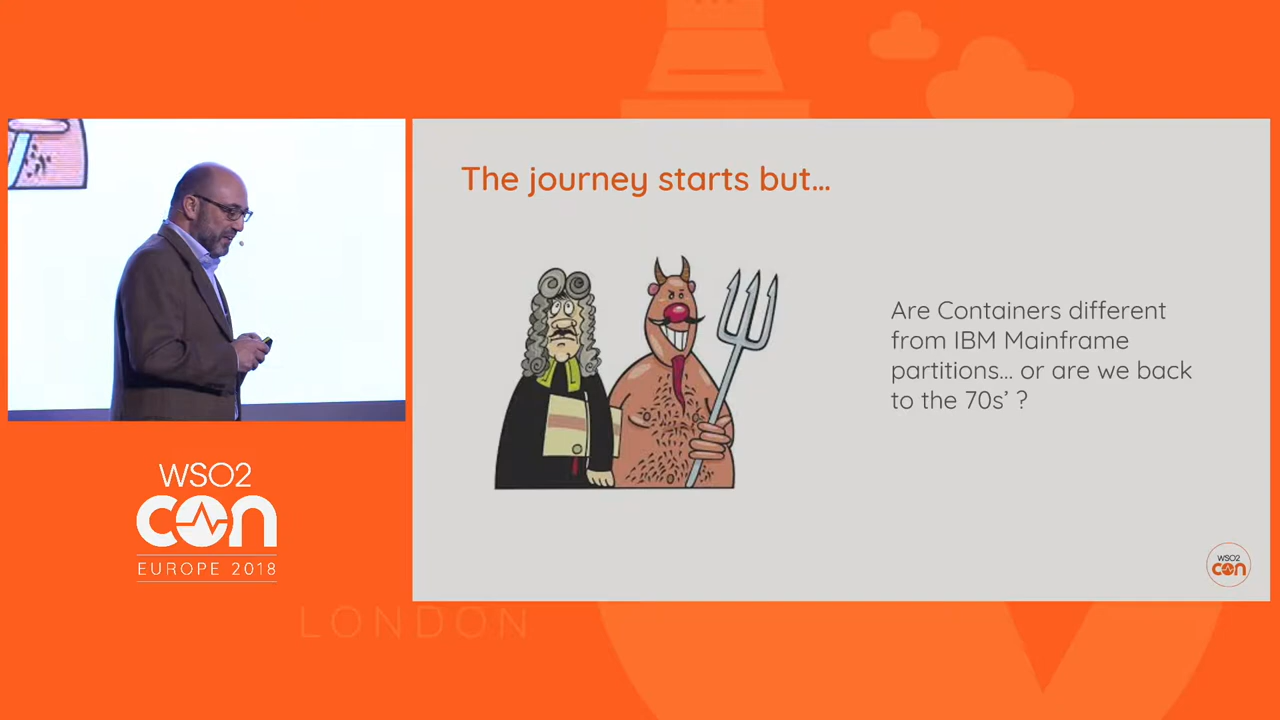 The journey starts but...
Are Containers different
from IBM Mainframe
partitions... or are we back
to the 70s' ?
WSO2
con
EUROPE 2018
LONDON
WSO2
con